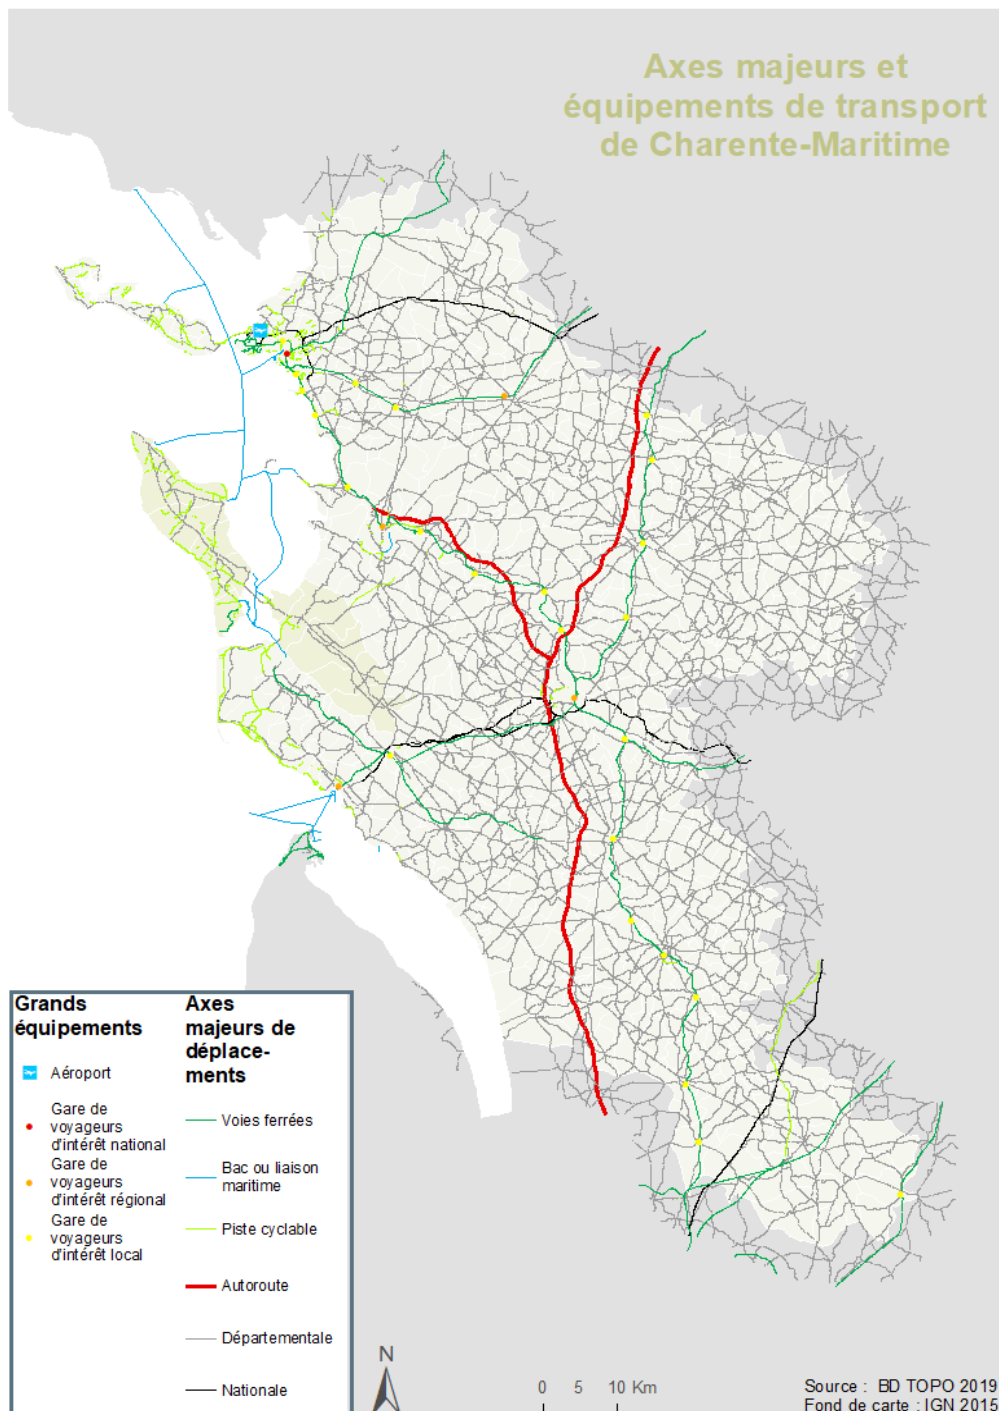 Axes majeurs et
équipements de transport
de Charente-Maritime
Grands
équipements
Aéroport
Gare de
voyageurs
d'intérêt national
Gare de
voyageurs
d'intérêt régional
Gare de
voyageurs
d'intérêt local
Axes
majeurs de
déplace-
ments
Voies ferrées
Bac ou liaison
maritime
Piste cyclable
Autoroute
Départementale
Nationale
N
0 5 10 Km
Source : BD TOPO 2019
Fond de carte : IGN 2015